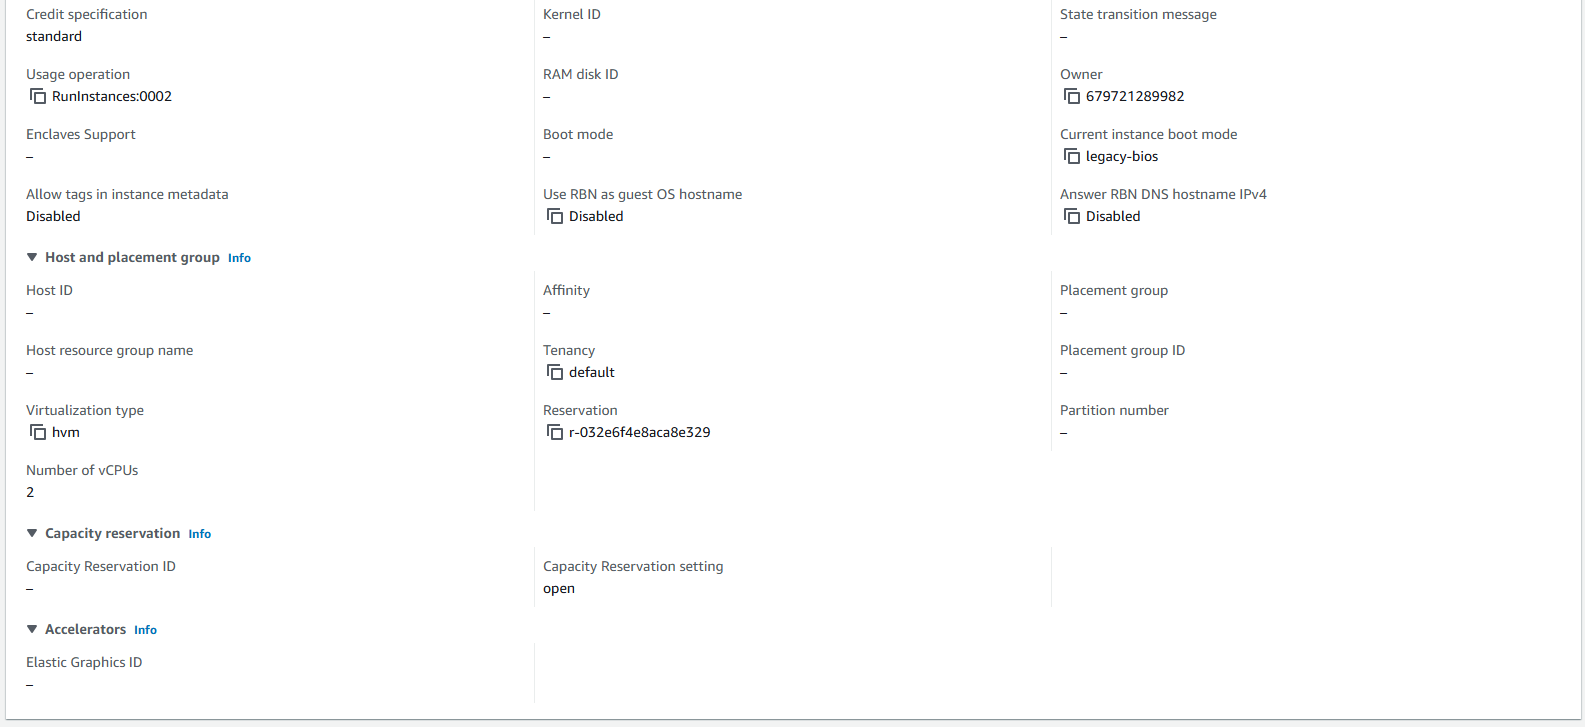 Credit specification
standard
Kernel ID
–
State transition message
–
Usage operation
RunInstances:0002
RAM disk ID
–
Owner
679721289982
Enclaves Support
–
Boot mode
–
Current instance boot mode
legacy-bios
Allow tags in instance metadata
Disabled
Use RBN as guest OS hostname
Disabled
Answer RBN DNS hostname IPv4
Disabled
Host and placement group Info
Host ID
–
Affinity
–
Placement group
–
Host resource group name
–
Tenancy
default
Placement group ID
–
Virtualization type
hvm
Reservation
r-032e6f4e8aca8e329
Partition number
–
Number of vCPUs
2
Capacity reservation Info
Capacity Reservation ID
–
Capacity Reservation setting
open
Accelerators Info
Elastic Graphics ID
–